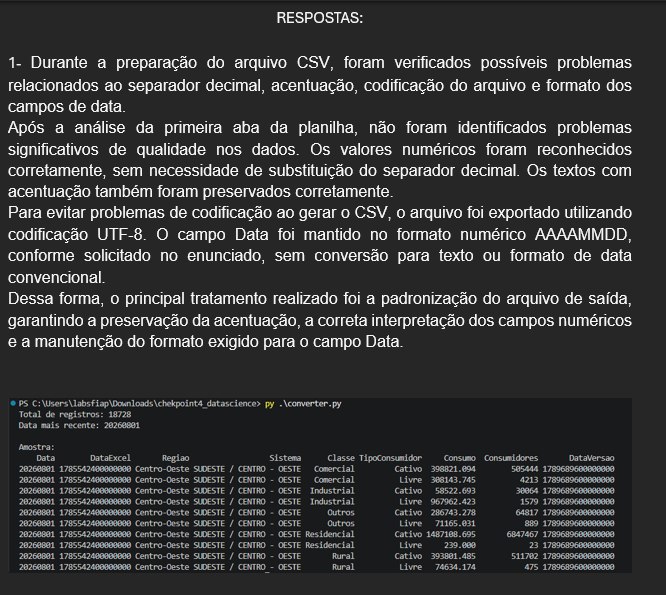 RESPOSTAS:
1- Durante a preparação do arquivo CSV, foram verificados possíveis problemas
relacionados ao separador decimal, acentuação, codificação do arquivo e formato dos
campos de data.
Após a análise da primeira aba da planilha, não foram identificados problemas
significativos de qualidade nos dados. Os valores numéricos foram reconhecidos
corretamente, sem necessidade de substituição do separador decimal. Os textos com
acentuação também foram preservados corretamente.
Para evitar problemas de codificação ao gerar o CSV, o arquivo foi exportado utilizando
codificação UTF-8. O campo Data foi mantido no formato numérico AAAAMMDD,
conforme solicitado no enunciado, sem conversão para texto ou formato de data
convencional.
Dessa forma, o principal tratamento realizado foi a padronização do arquivo de saída,
garantindo a preservação da acentuação, a correta interpretação dos campos numéricos
e a manutenção do formato exigido para o campo Data.
PS C:\Users\labsfiap\Downloads\chekpoint4_datascience> py .\converter.py
Total de registros: 18728
Data mais recente: 20260801
Amostra:
Data DataExcel Regiao Sistema Classe TipoConsumidor Consumo Consumidores DataVersao
20260801 1785542400000000 Centro-Oeste SUDESTE / CENTRO - OESTE Comercial Cativo 398821.094 505444 1789689600000000
20260801 1785542400000000 Centro-Oeste SUDESTE / CENTRO - OESTE Comercial Livre 308143.745 4213 1789689600000000
20260801 1785542400000000 Centro-Oeste SUDESTE / CENTRO - OESTE Industrial Cativo 58522.693 30064 1789689600000000
20260801 1785542400000000 Centro-Oeste SUDESTE / CENTRO - OESTE Industrial Livre 967962.423 1579 1789689600000000
20260801 1785542400000000 Centro-Oeste SUDESTE / CENTRO - OESTE Outros Cativo 286743.278 64817 1789689600000000
20260801 1785542400000000 Centro-Oeste SUDESTE / CENTRO - OESTE Outros Livre 71165.031 889 1789689600000000
20260801 1785542400000000 Centro-Oeste SUDESTE / CENTRO - OESTE Residencial Cativo 1487108.695 6847467 1789689600000000
20260801 1785542400000000 Centro-Oeste SUDESTE / CENTRO - OESTE Residencial Livre 239.000 23 1789689600000000
20260801 1785542400000000 Centro-Oeste SUDESTE / CENTRO - OESTE Rural Cativo 393801.485 511702 1789689600000000
20260801 1785542400000000 Centro-Oeste SUDESTE / CENTRO - OESTE Rural Livre 74634.174 475 1789689600000000